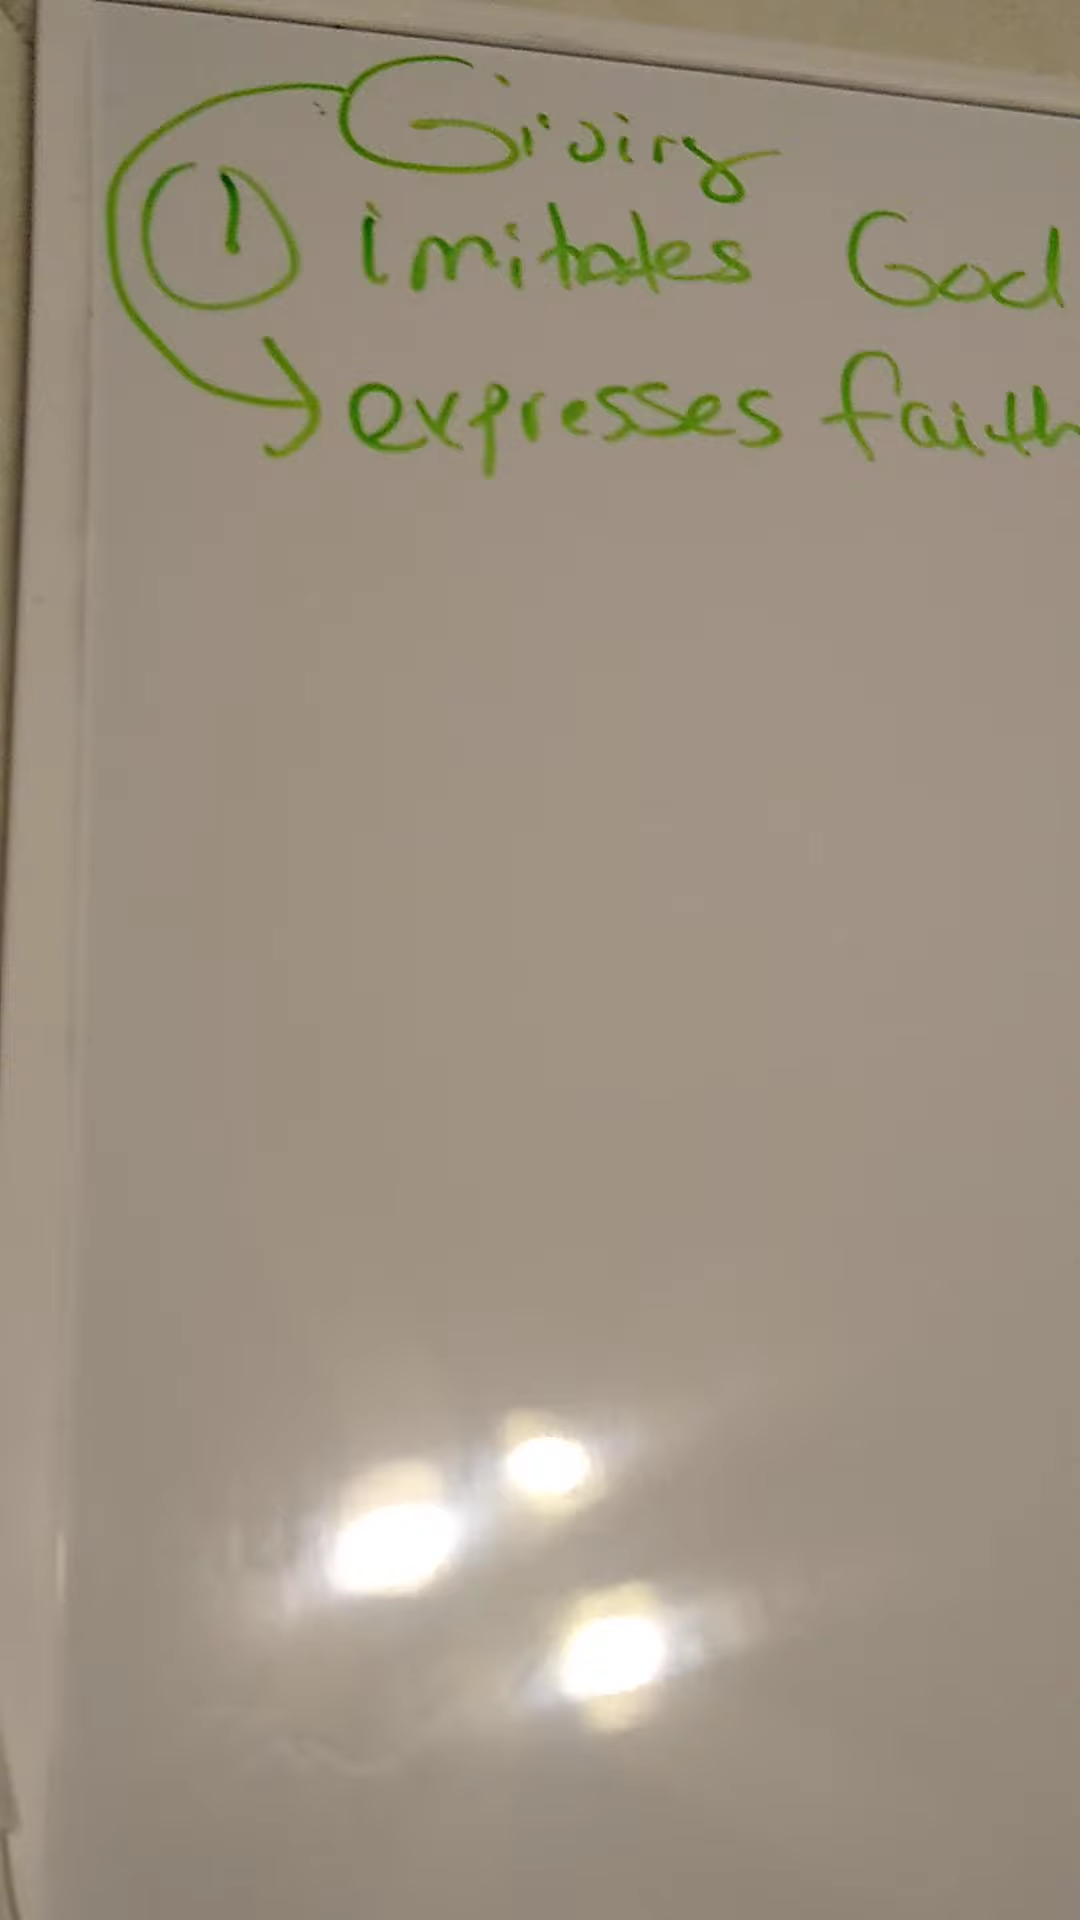 Giving
① imitates God
→ expresses faith